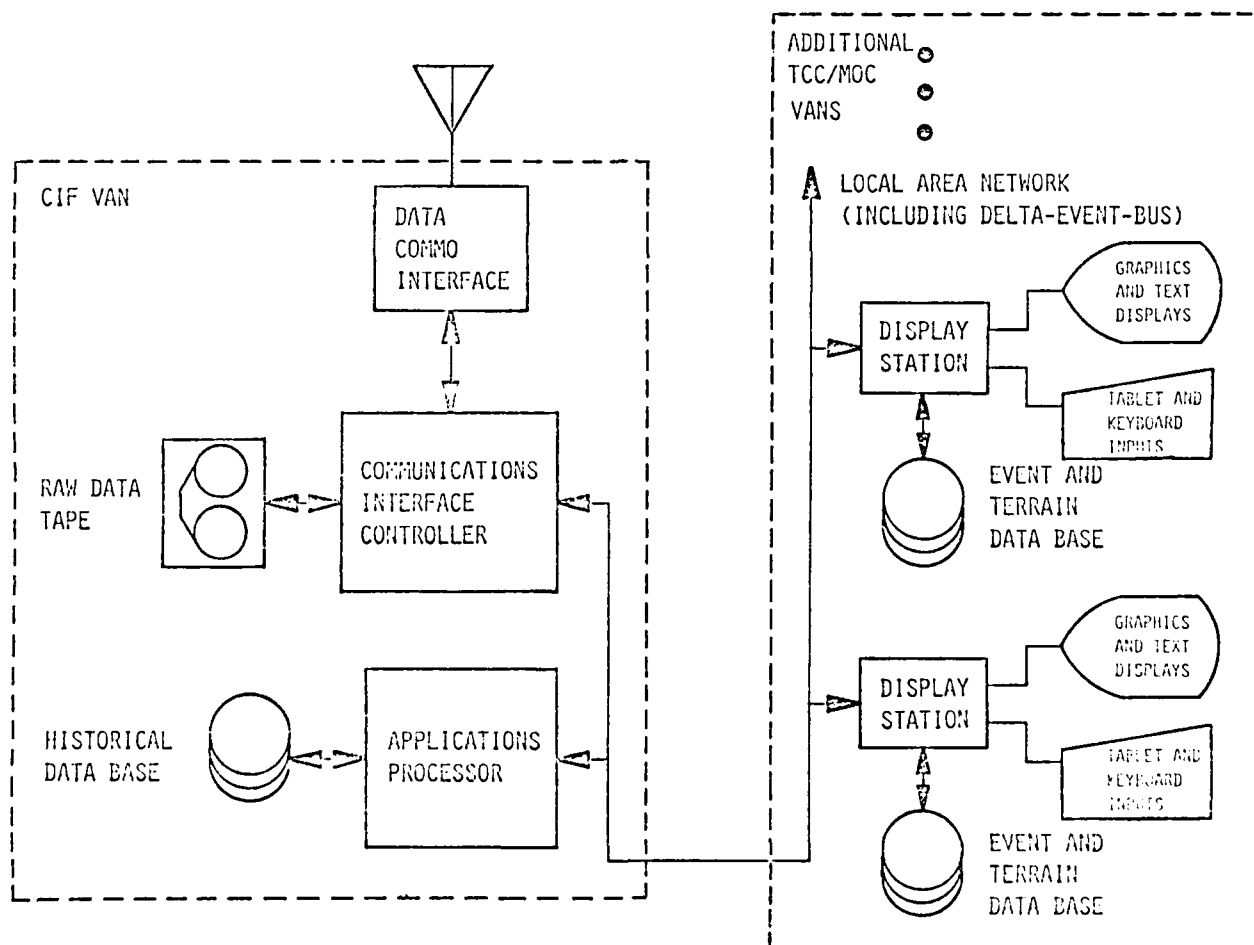 CIF VAN
DATA
COMMO
INTERFACE
RAW DATA
TAPE
COMMUNICATIONS
INTERFACE
CONTROLLER
HISTORICAL
DATA BASE
APPLICATIONS
PROCESSOR
ADDITIONAL
TCC/MOC
VANS
LOCAL AREA NETWORK
(INCLUDING DELTA-EVENT-BUS)
DISPLAY
STATION
GRAPHICS
AND TEXT
DISPLAYS
TABLET AND
KEYBOARD
INPUTS
EVENT AND
TERRAIN
DATA BASE
DISPLAY
STATION
GRAPHICS
AND TEXT
DISPLAYS
TABLET AND
KEYBOARD
INPUTS
EVENT AND
TERRAIN
DATA BASE